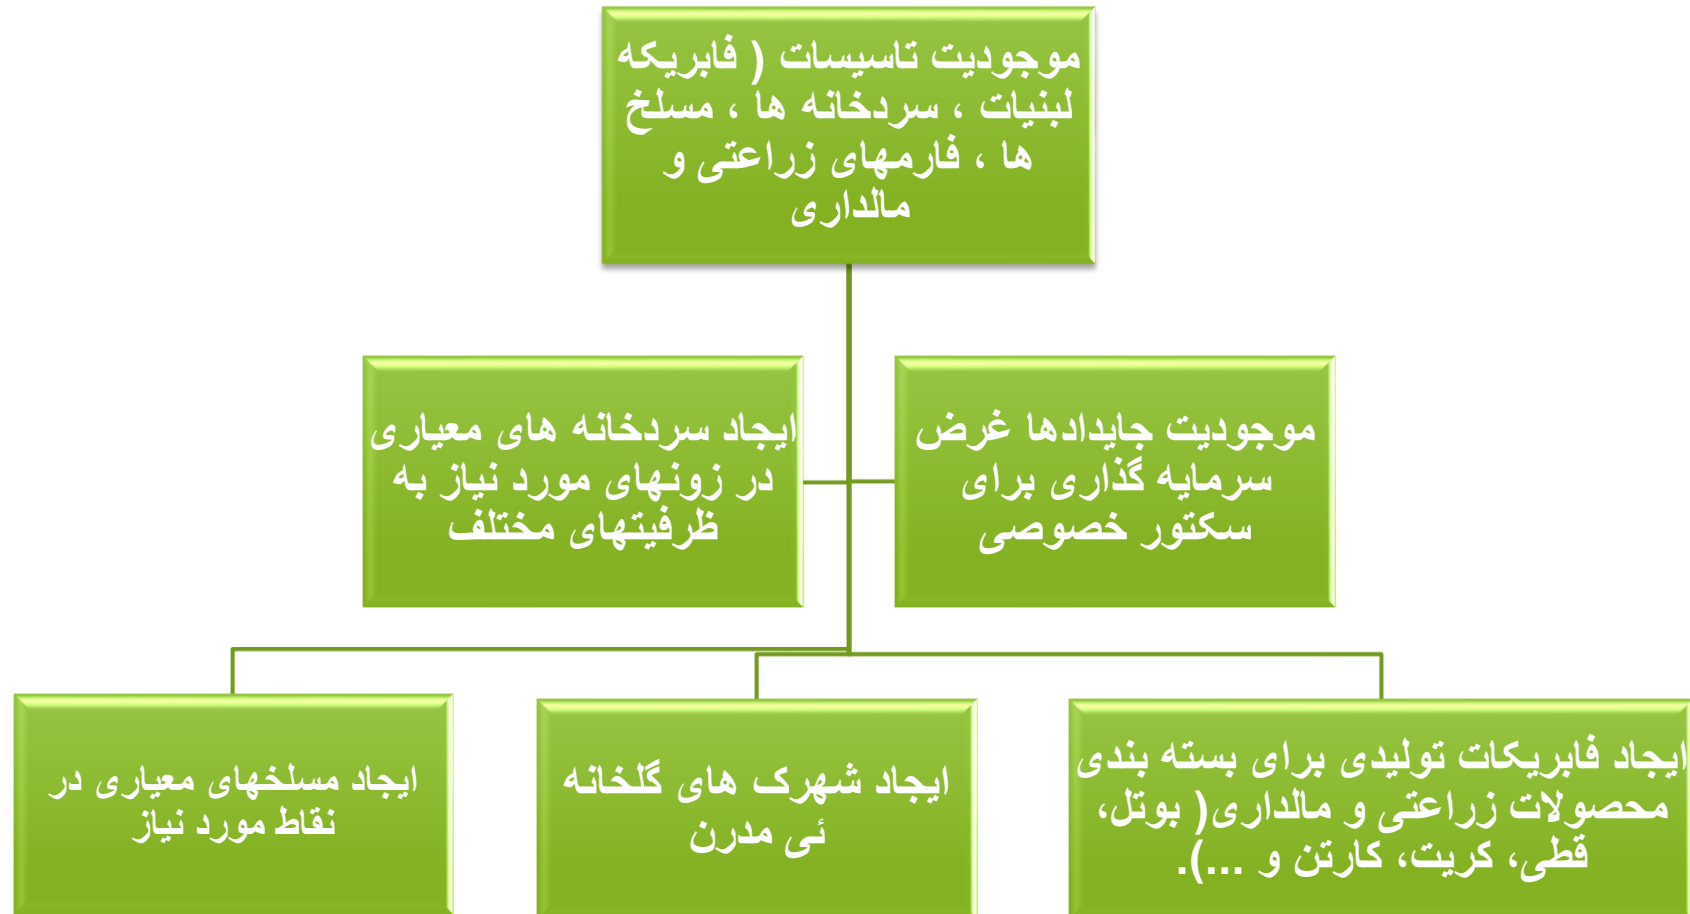 موجودیت تاسیسات ( فابریکه
لبنیات ، سردخانه ها ، مسلخ
ها ، فارمهای زراعتی و
مالداری
موجودیت جایدادها غرض
سرمایه گذاری برای
سکتور خصوصی
ایجاد سردخانه های معیاری
در زونهای مورد نیاز به
ظرفیتهای مختلف
ایجاد فابریکات تولیدی برای بسته بندی
محصولات زراعتی و مالداری( بوتل،
قطی، کریت، کارتن و ...).
ایجاد شهرک های گلخانه
ئی مدرن
ایجاد مسلخهای معیاری در
نقاط مورد نیاز